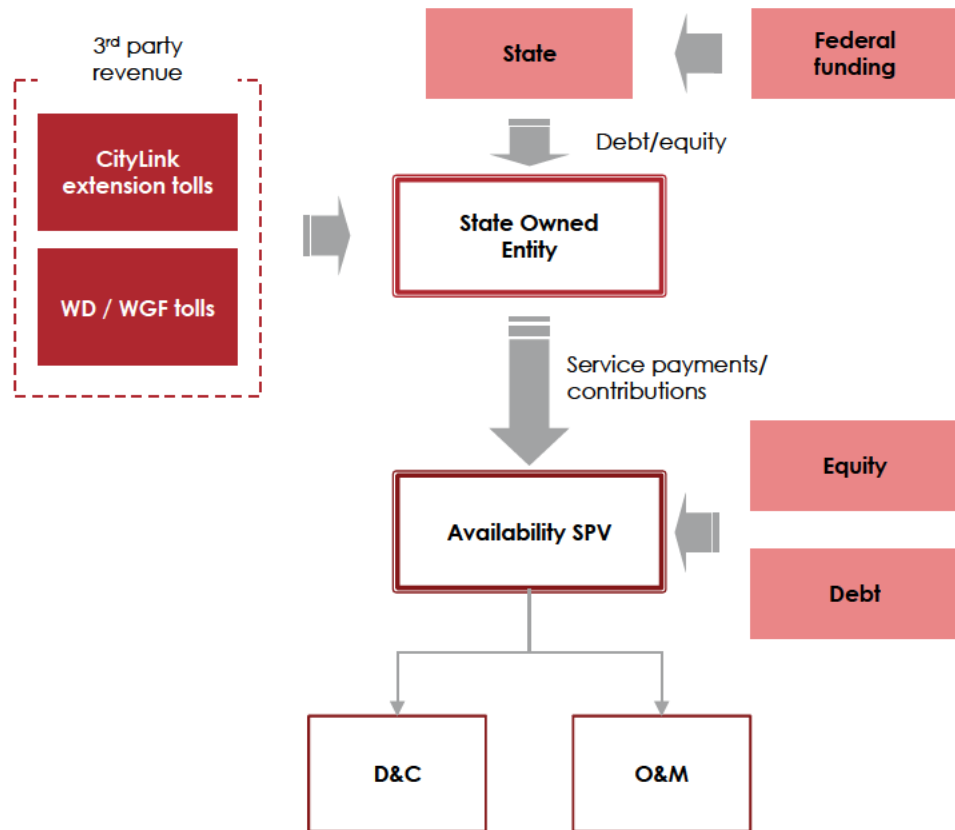 3rd party
revenue
CityLink
extension tolls
WD / WGF tolls
State
Federal
funding
Debt/equity
State Owned
Entity
Service payments/
contributions
Equity
Availability SPV
Debt
D&C
O&M